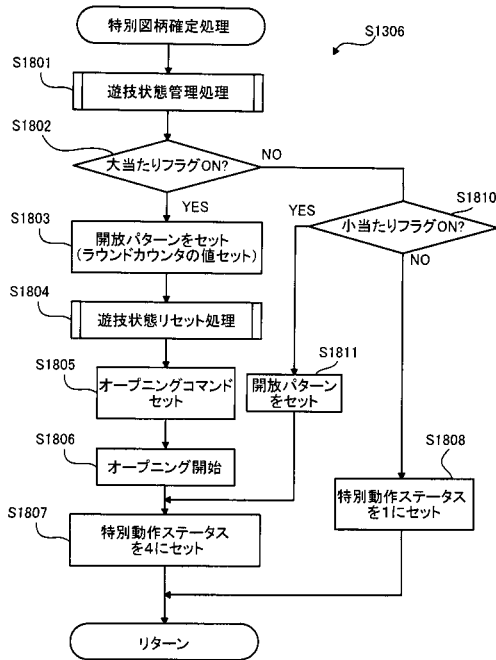 特別図柄確定処理
S1306
S1801
遊技状態管理処理
S1802
大当たりフラグON?
NO
YES
S1810
小当たりフラグON?
YES
NO
S1803
開放パターンをセット
(ラウンドカウンタの値セット)
S1804
遊技状態リセット処理
S1805
オープニングコマンド
セット
S1811
開放パターン
をセット
S1806
オープニング開始
S1807
特別動作ステータス
を4にセット
S1808
特別動作ステータス
を1にセット
リターン